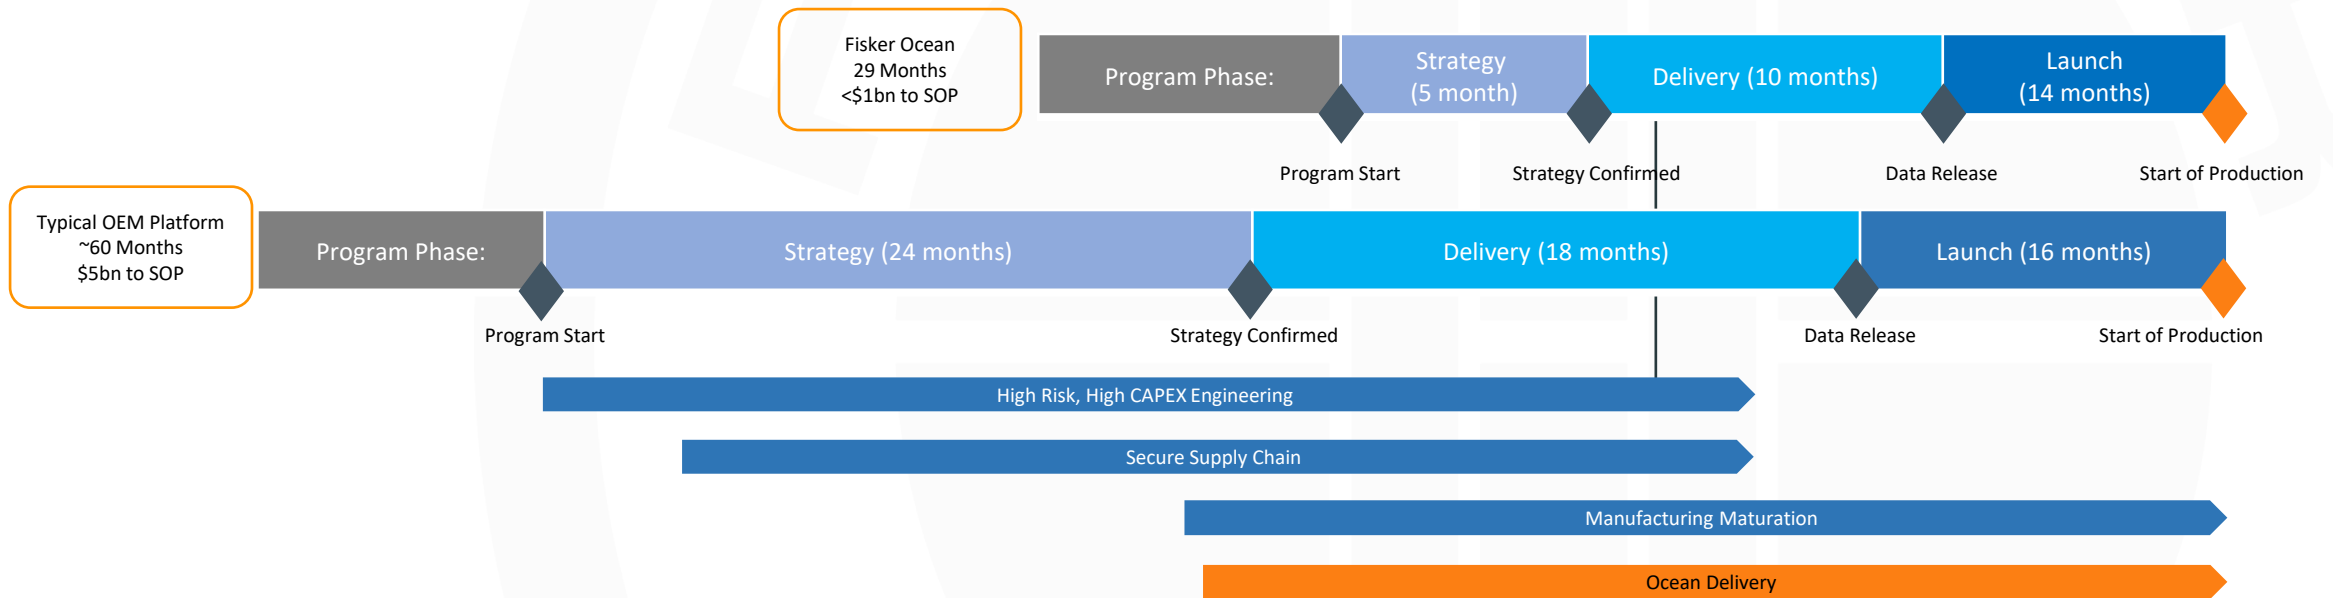 Fisker Ocean
29 Months
<$1bn to SOP
Program Phase:
Strategy
(5 month)
Delivery (10 months)
Launch
(14 months)
Program Start
Strategy Confirmed
Data Release
Start of Production
Typical OEM Platform
~60 Months
$5bn to SOP
Program Phase:
Strategy (24 months)
Delivery (18 months)
Launch (16 months)
Program Start
Strategy Confirmed
Data Release
Start of Production
High Risk, High CAPEX Engineering
Secure Supply Chain
Manufacturing Maturation
Ocean Delivery